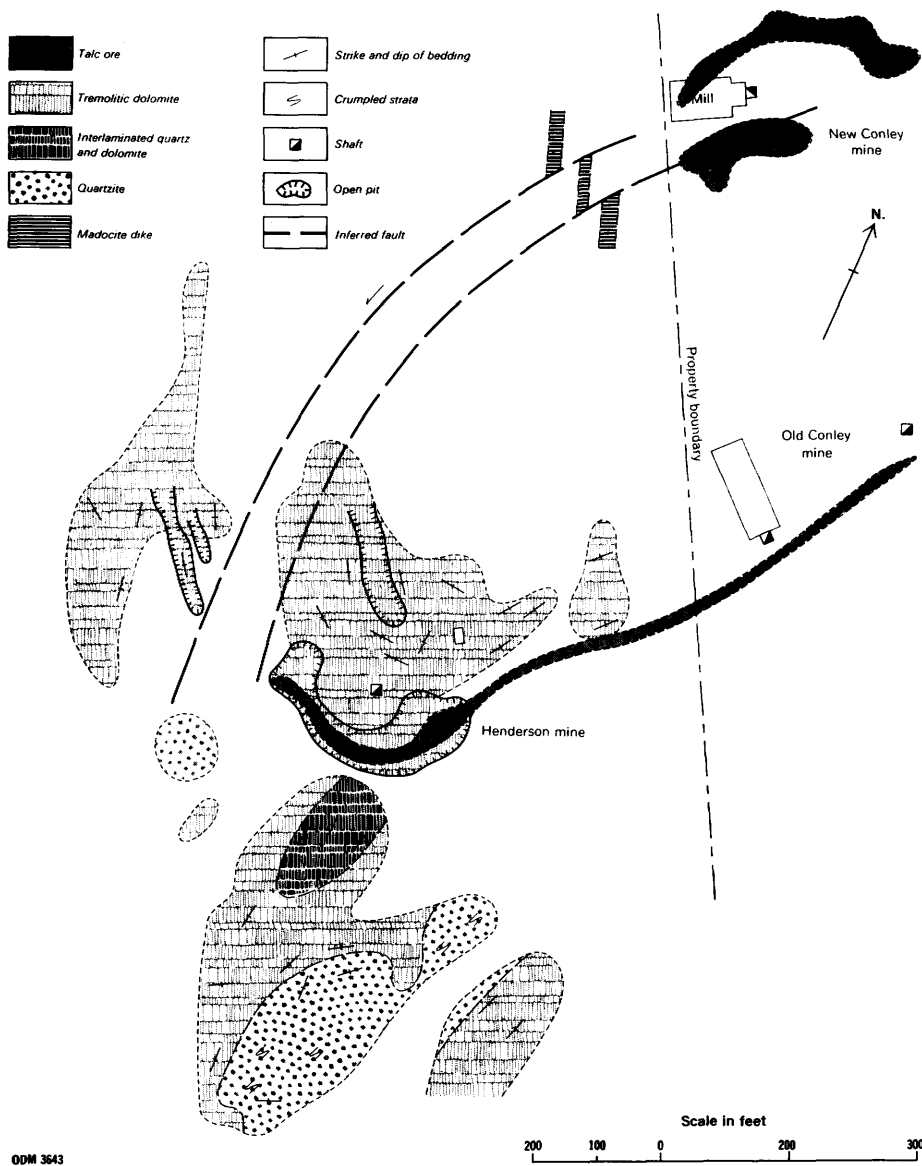 Talc ore
Tremolitic dolomite
Interlaminated quartz
and dolomite
Quartzite
Madocite dike
Strike and dip of bedding
Crumpled strata
Shaft
Open pit
Inferred fault
Mill
New Conley
mine
N.
Property boundary
Old Conley
mine
Henderson mine
Scale in feet
200 100 0 200 300
ODM 3643